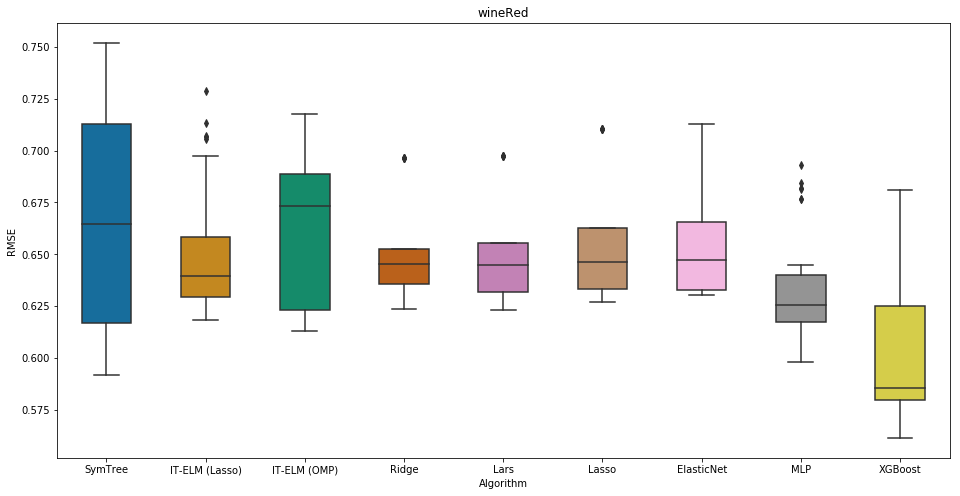 wineRed
0.750
0.725
0.700
0.675
0.650
0.625
0.600
0.575
RMSE
SymTree IT-ELM (Lasso) IT-ELM (OMP) Ridge Lars Lasso ElasticNet MLP XGBoost
Algorithm